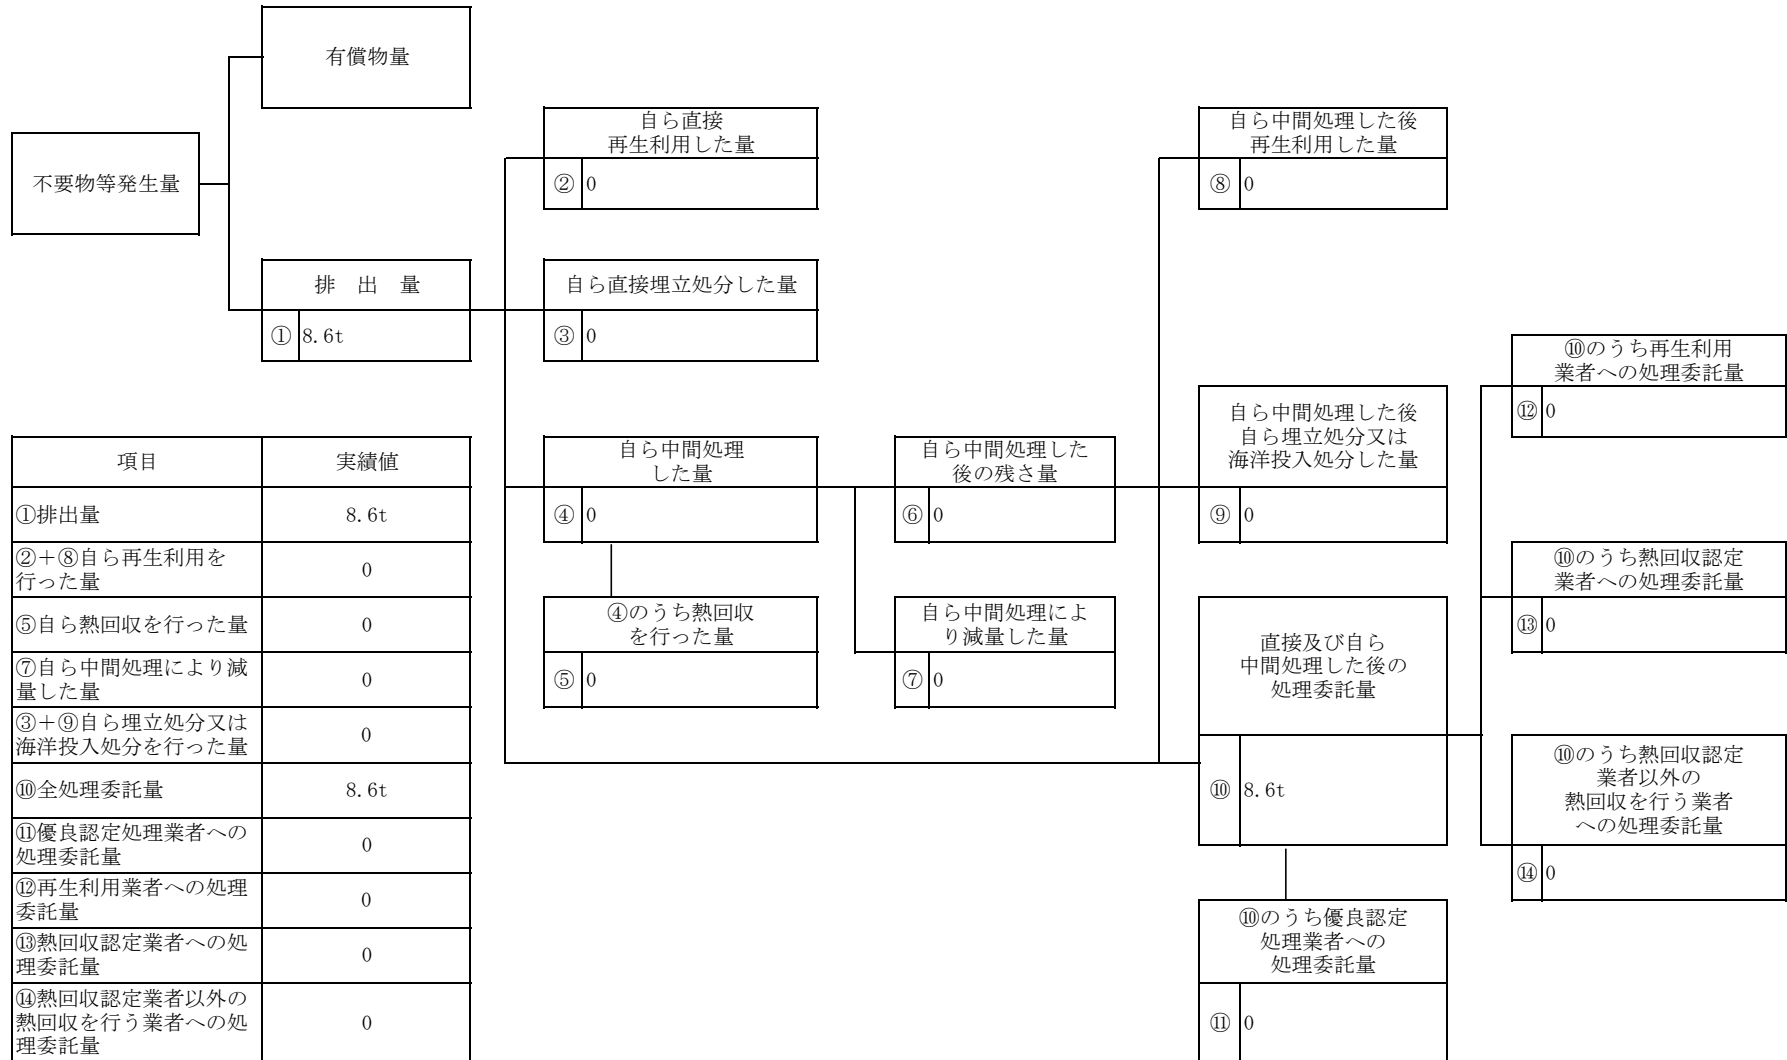 有償物量
不要物等発生量
排　出　量
① 8.6t
自ら直接
再生利用した量
② 0
自ら直接埋立処分した量
③ 0
自ら中間処理
した量
④ 0
④のうち熱回収
を行った量
⑤ 0
自ら中間処理した
後の残さ量
⑥ 0
自ら中間処理によ
り減量した量
⑦ 0
自ら中間処理した後
再生利用した量
⑧ 0
自ら中間処理した後
自ら埋立処分又は
海洋投入処分した量
⑨ 0
直接及び自ら
中間処理した後の
処理委託量
⑩ 8.6t
⑩のうち優良認定
処理業者への
処理委託量
⑪ 0
⑩のうち再生利用
業者への処理委託量
⑫ 0
⑩のうち熱回収認定
業者への処理委託量
⑬ 0
⑩のうち熱回収認定
業者以外の
熱回収を行う業者
への処理委託量
⑭ 0
項目 実績値
①排出量 8.6t
②＋⑧自ら再生利用を
行った量 0
⑤自ら熱回収を行った量 0
⑦自ら中間処理により減
量した量 0
③＋⑨自ら埋立処分又は
海洋投入処分を行った量 0
⑩全処理委託量 8.6t
⑪優良認定処理業者への
処理委託量 0
⑫再生利用業者への処理
委託量 0
⑬熱回収認定業者への処
理委託量 0
⑭熱回収認定業者以外の
熱回収を行う業者への処
理委託量 0